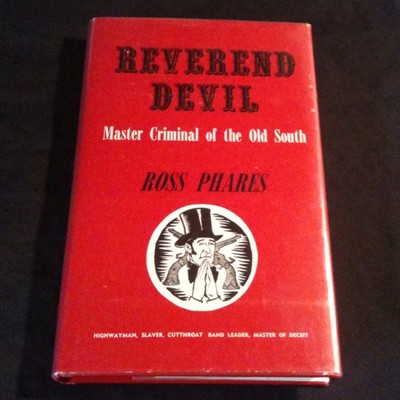 REVEREND
DEVIL
Master Criminal of the Old South
ROSS PHARES
HIGHWAYMAN, SLAVER, CUTTHROAT BAND LEADER, MASTER OF DECEIT